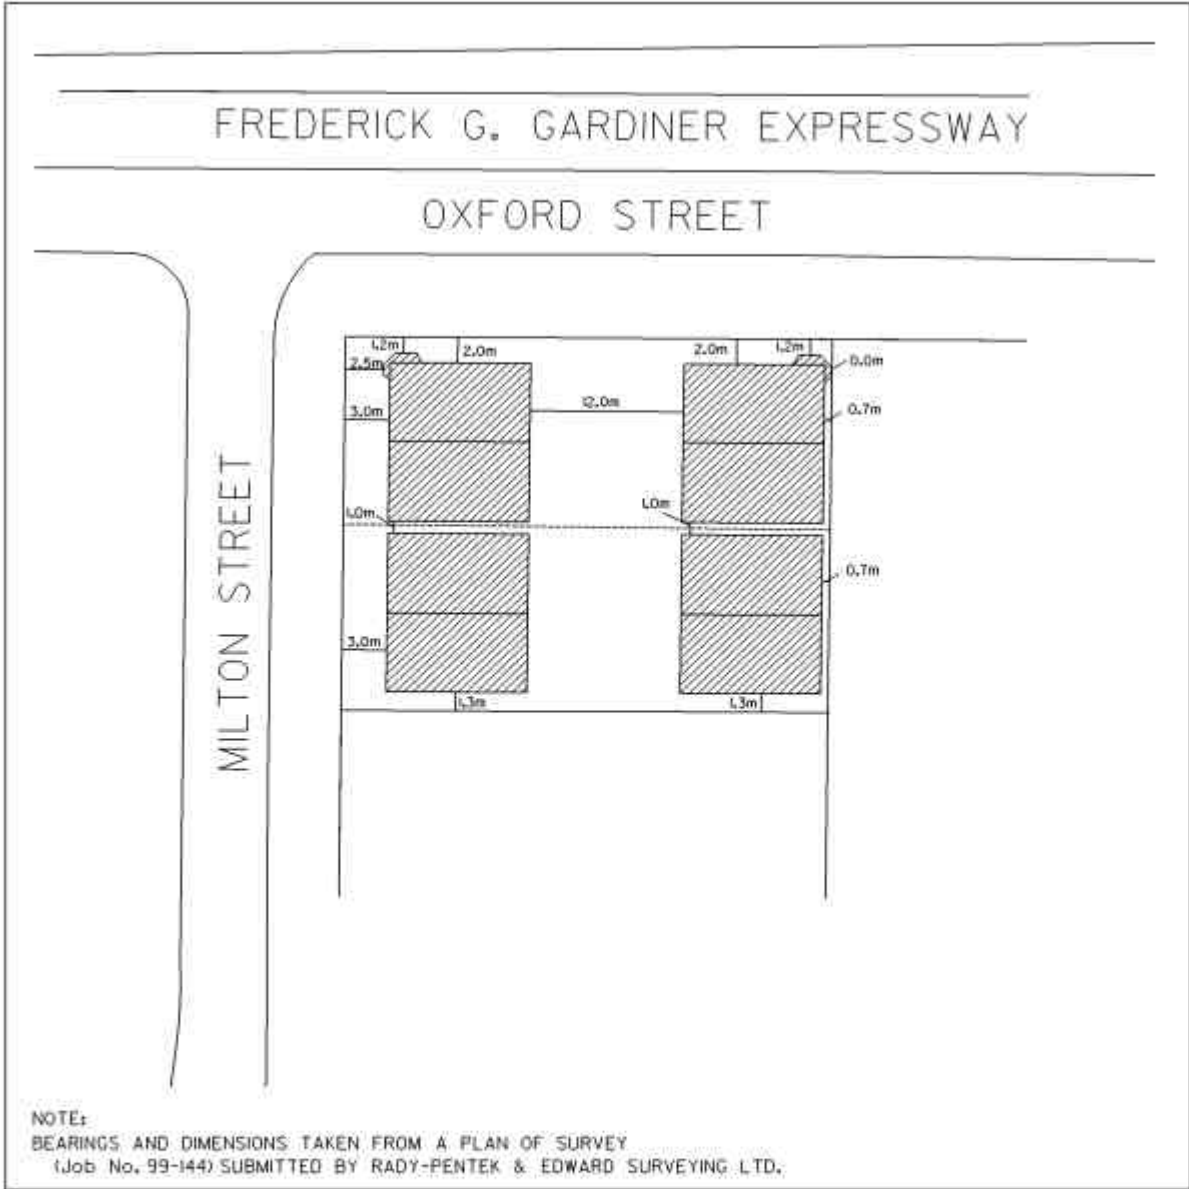 FREDERICK G. GARDINER EXPRESSWAY
OXFORD STREET
MILTON STREET
1.2m
2.0m
2.0m
1.2m
2.5m
0.0m
3.0m
12.0m
0.7m
1.0m
1.0m
0.7m
3.0m
1.3m
1.3m
NOTE:
BEARINGS AND DIMENSIONS TAKEN FROM A PLAN OF SURVEY
(Job No. 99-144) SUBMITTED BY RADY-PENTEK & EDWARD SURVEYING LTD.